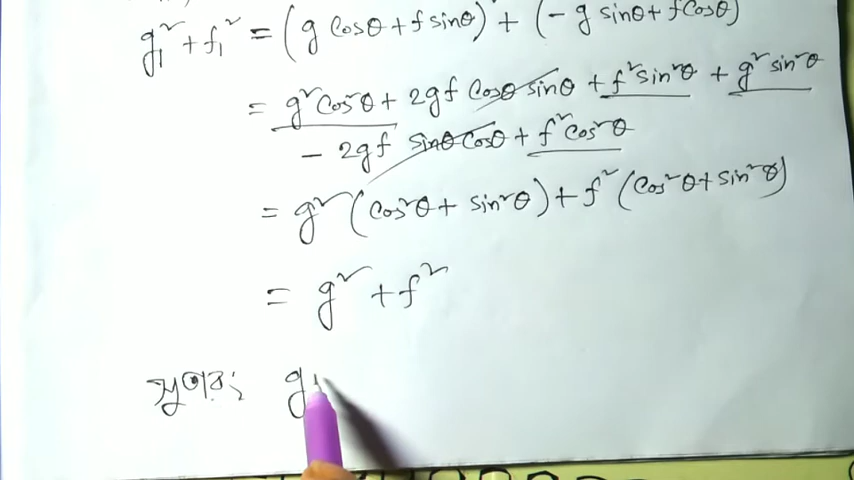 g₁² + f₁² = (g cosθ + f sinθ)² + (- g sinθ + f cosθ)
= g² cos²θ + 2gf cosθ sinθ + f² sin²θ + g² sin²θ
- 2gf sinθ cosθ + f² cos²θ
= g² (cos²θ + sin²θ) + f² (cos²θ + sin²θ)
= g² + f²
সুতরাং g